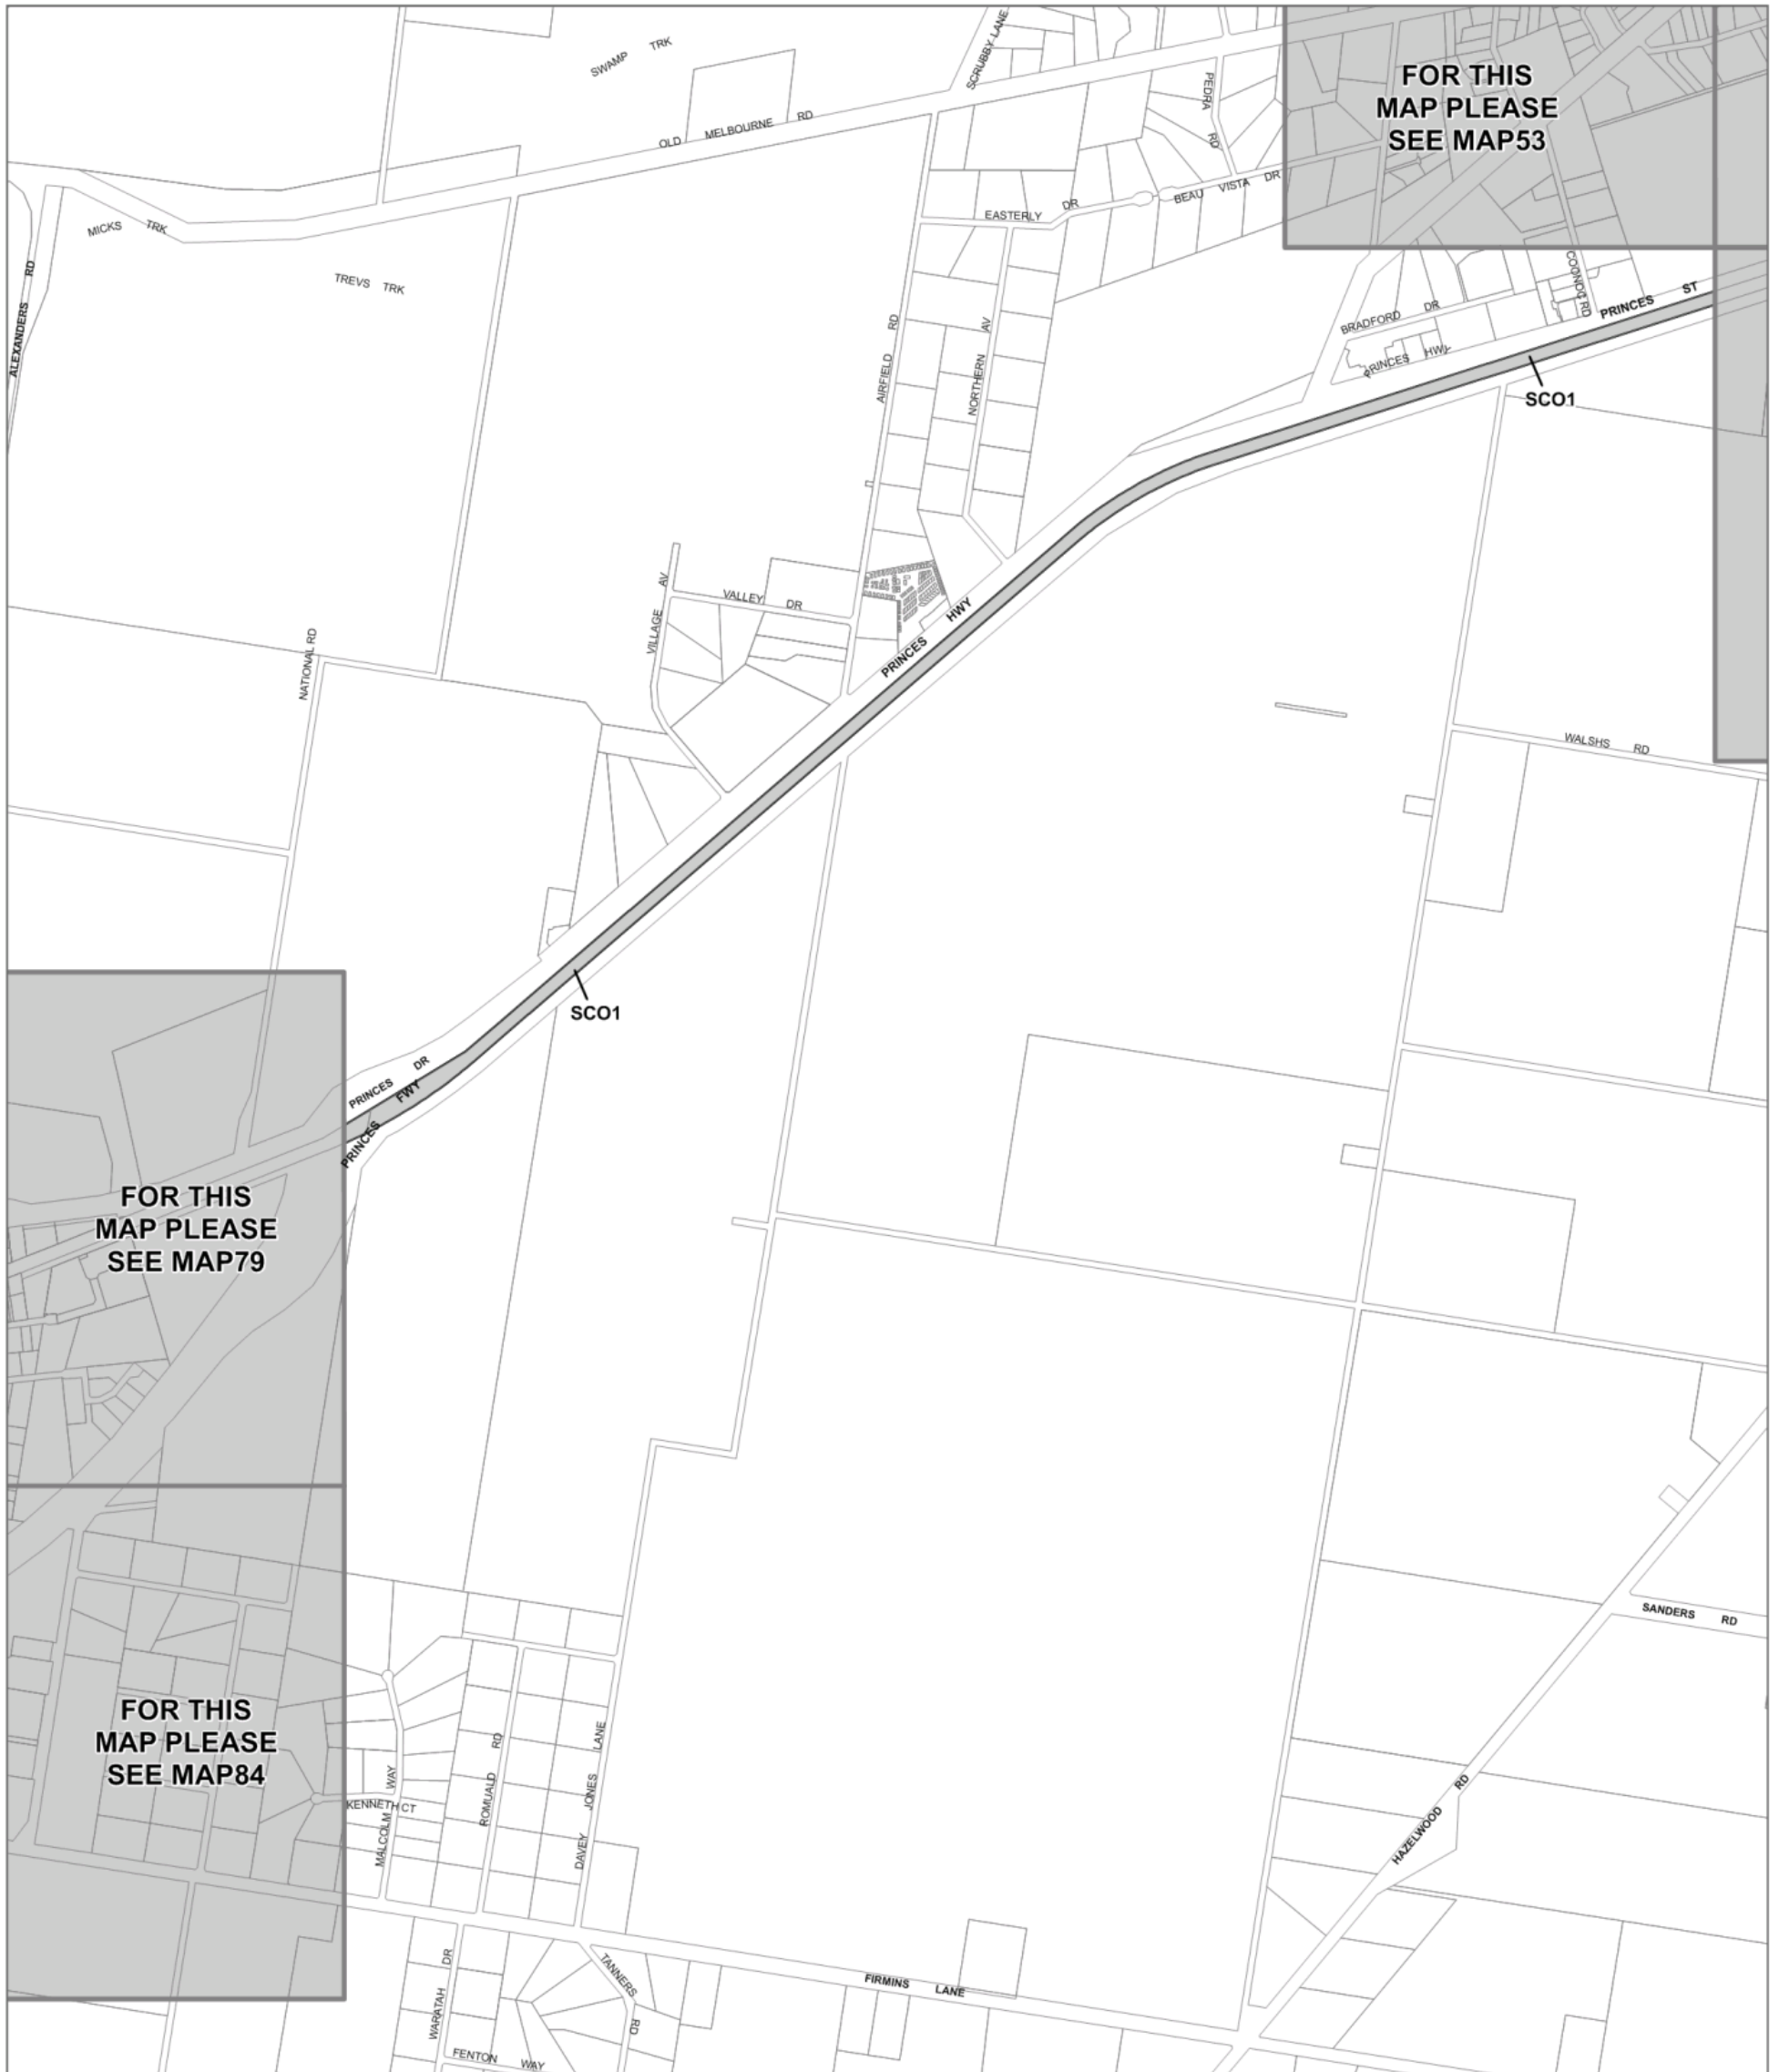 SWAMP TRK
SCRUBBY LANE
FOR THIS
MAP PLEASE
SEE MAP53
PEDRA RD
OLD MELBOURNE RD
MICKS TRK
BEAU VISTA DR
EASTERLY DR
ALEXANDERS RD
TREVS TRK
COONOC RD
PRINCES ST
BRADFORD DR
PRINCES HWY
SCO1
AIRFIELD RD
NORTHERN AV
VILLAGE AV
VALLEY DR
PRINCES HWY
NATIONAL RD
WALSHS RD
SCO1
PRINCES DR
PRINCES FWY
FOR THIS
MAP PLEASE
SEE MAP79
SANDERS RD
FOR THIS
MAP PLEASE
SEE MAP84
ROMUALD RD
DAVEY JONES LANE
MALCOLM WAY
KENNETH CT
HAZELWOOD RD
WARATAH DR
TANNERS RD
FIRMINS LANE
FENTON WAY